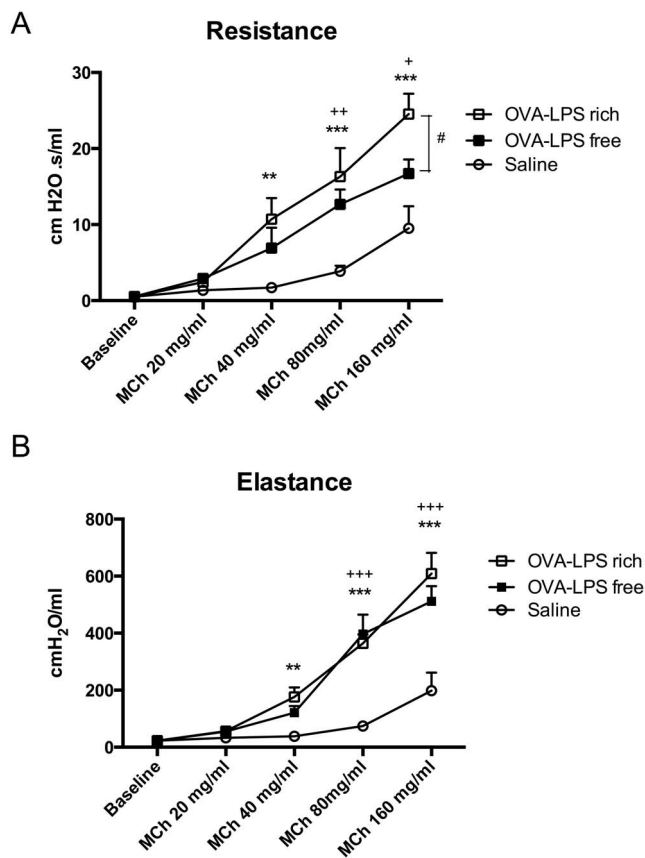 A
Resistance
cm H2O .s/ml
30
20
10
0
+
***
++
***
**
#
OVA-LPS rich
OVA-LPS free
Saline
Baseline
MCh 20 mg/ml
MCh 40 mg/ml
MCh 80mg/ml
MCh 160 mg/ml
B
Elastance
cmH₂O/ml
800
600
400
200
0
+++
***
+++
***
**
OVA-LPS rich
OVA-LPS free
Saline
Baseline
MCh 20 mg/ml
MCh 40 mg/ml
MCh 80mg/ml
MCh 160 mg/ml